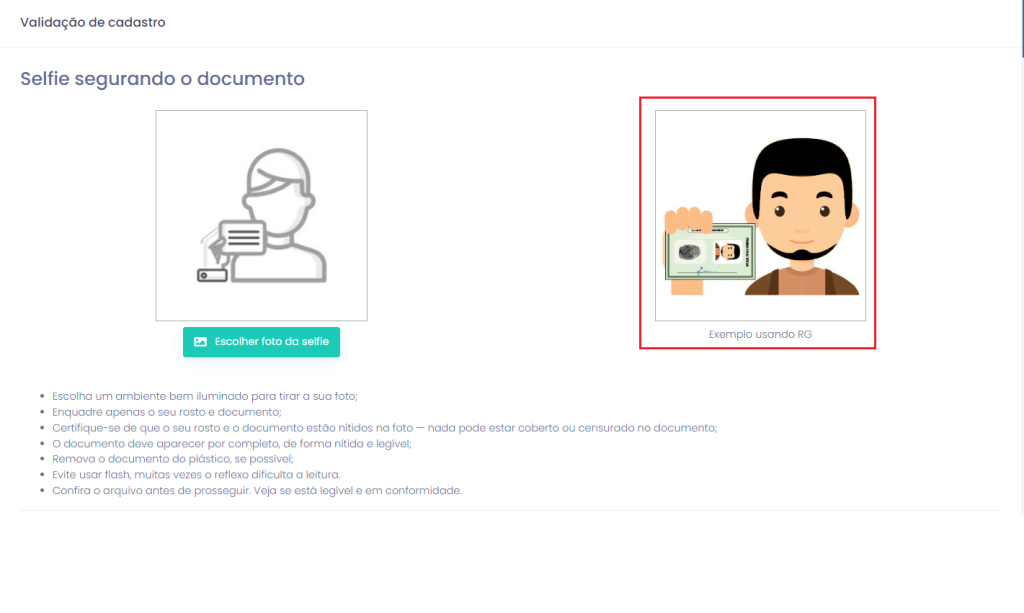 Validação de cadastro
Selfie segurando o documento
Escolher foto da selfie
Exemplo usando RG
Escolha um ambiente bem iluminado para tirar a sua foto;
Enquadre apenas o seu rosto e documento;
Certifique-se de que o seu rosto e o documento estão nítidos na foto — nada pode estar coberto ou censurado no documento;
O documento deve aparecer por completo, de forma nítida e legível;
Remova o documento do plástico, se possível;
Evite usar flash, muitas vezes o reflexo dificulta a leitura.
Confira o arquivo antes de prosseguir. Veja se está legível e em conformidade.